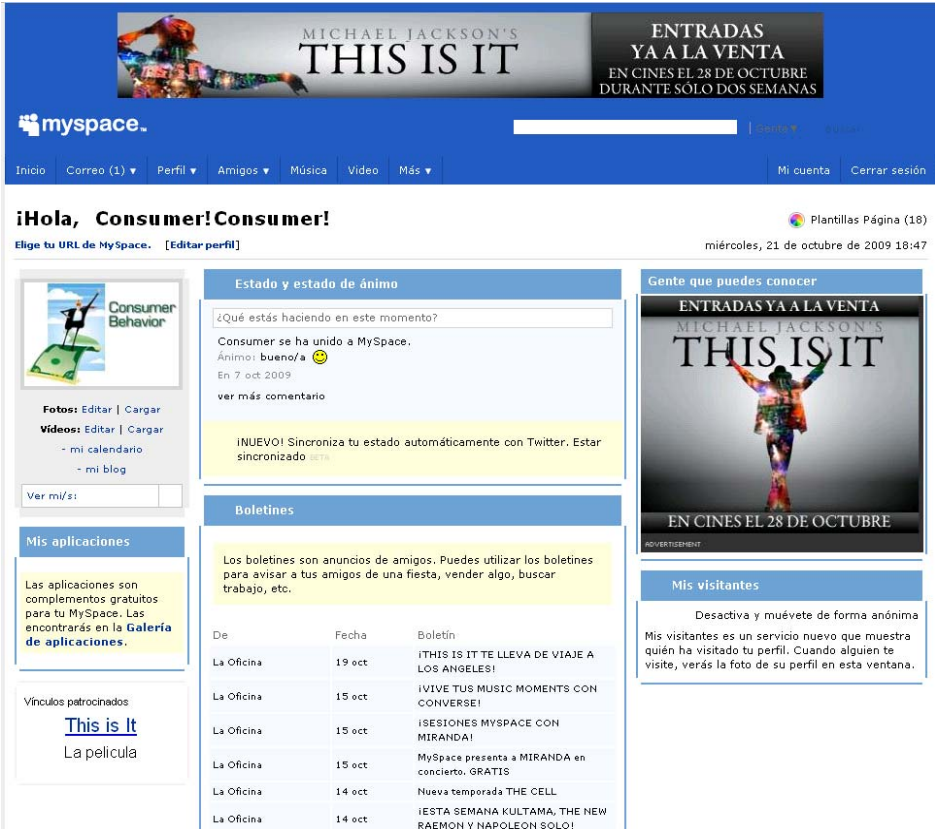 MICHAEL JACKSON'S
THIS IS IT
ENTRADAS
YA A LA VENTA
EN CINES EL 28 DE OCTUBRE
DURANTE SÓLO DOS SEMANAS
myspace.
Gente ▾
Inicio Correo (1) ▾ Perfil ▾ Amigos ▾ Música Video Más ▾ Mi cuenta Cerrar sesión
¡Hola, Consumer!Consumer!
Plantillas Página (18)
Elige tu URL de MySpace. [Editar perfil]
miércoles, 21 de octubre de 2009 18:47
Consumer
Behavior
Fotos: Editar | Cargar
Vídeos: Editar | Cargar
- mi calendario
- mi blog
Ver mi/s:
Mis aplicaciones
Las aplicaciones son
complementos gratuitos
para tu MySpace. Las
encontrarás en la Galería
de aplicaciones.
Vínculos patrocinados
This is It
La pelicula
Estado y estado de ánimo
¿Qué estás haciendo en este momento?
Consumer se ha unido a MySpace.
Ánimo: bueno/a
En 7 oct 2009
ver más comentario
¡NUEVO! Sincroniza tu estado automáticamente con Twitter. Estar
sincronizado BETA
Boletines
Los boletines son anuncios de amigos. Puedes utilizar los boletines
para avisar a tus amigos de una fiesta, vender algo, buscar
trabajo, etc.
De Fecha Boletín
La Oficina 19 oct ¡THIS IS IT TE LLEVA DE VIAJE A
LOS ANGELES!
La Oficina 15 oct ¡VIVE TUS MUSIC MOMENTS CON
CONVERSE!
La Oficina 15 oct ¡SESIONES MYSPACE CON
MIRANDA!
La Oficina 15 oct MySpace presenta a MIRANDA en
concierto. GRATIS
La Oficina 14 oct Nueva temporada THE CELL
La Oficina 14 oct ¡ESTA SEMANA KULTAMA, THE NEW
RAEMON Y NAPOLEON SOLO!
Gente que puedes conocer
ENTRADAS YA A LA VENTA
MICHAEL JACKSON'S
THIS IS IT
EN CINES EL 28 DE OCTUBRE
ADVERTISEMENT
Mis visitantes
Desactiva y muévete de forma anónima
Mis visitantes es un servicio nuevo que muestra
quién ha visitado tu perfil. Cuando alguien te
visite, verás la foto de su perfil en esta ventana.